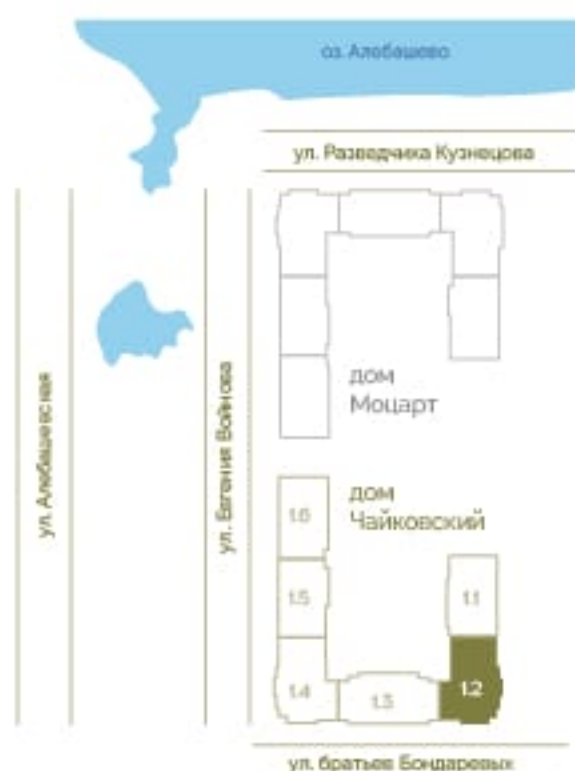 оз. Алебашево
ул. Разведчика Кузнецова
ул. Алебашевская
ул. Евгения Войнова
дом
Моцарт
дом
Чайковский
1.6
1.5
1.1
1.4
1.3
1.2
ул. братьев Бондаревых